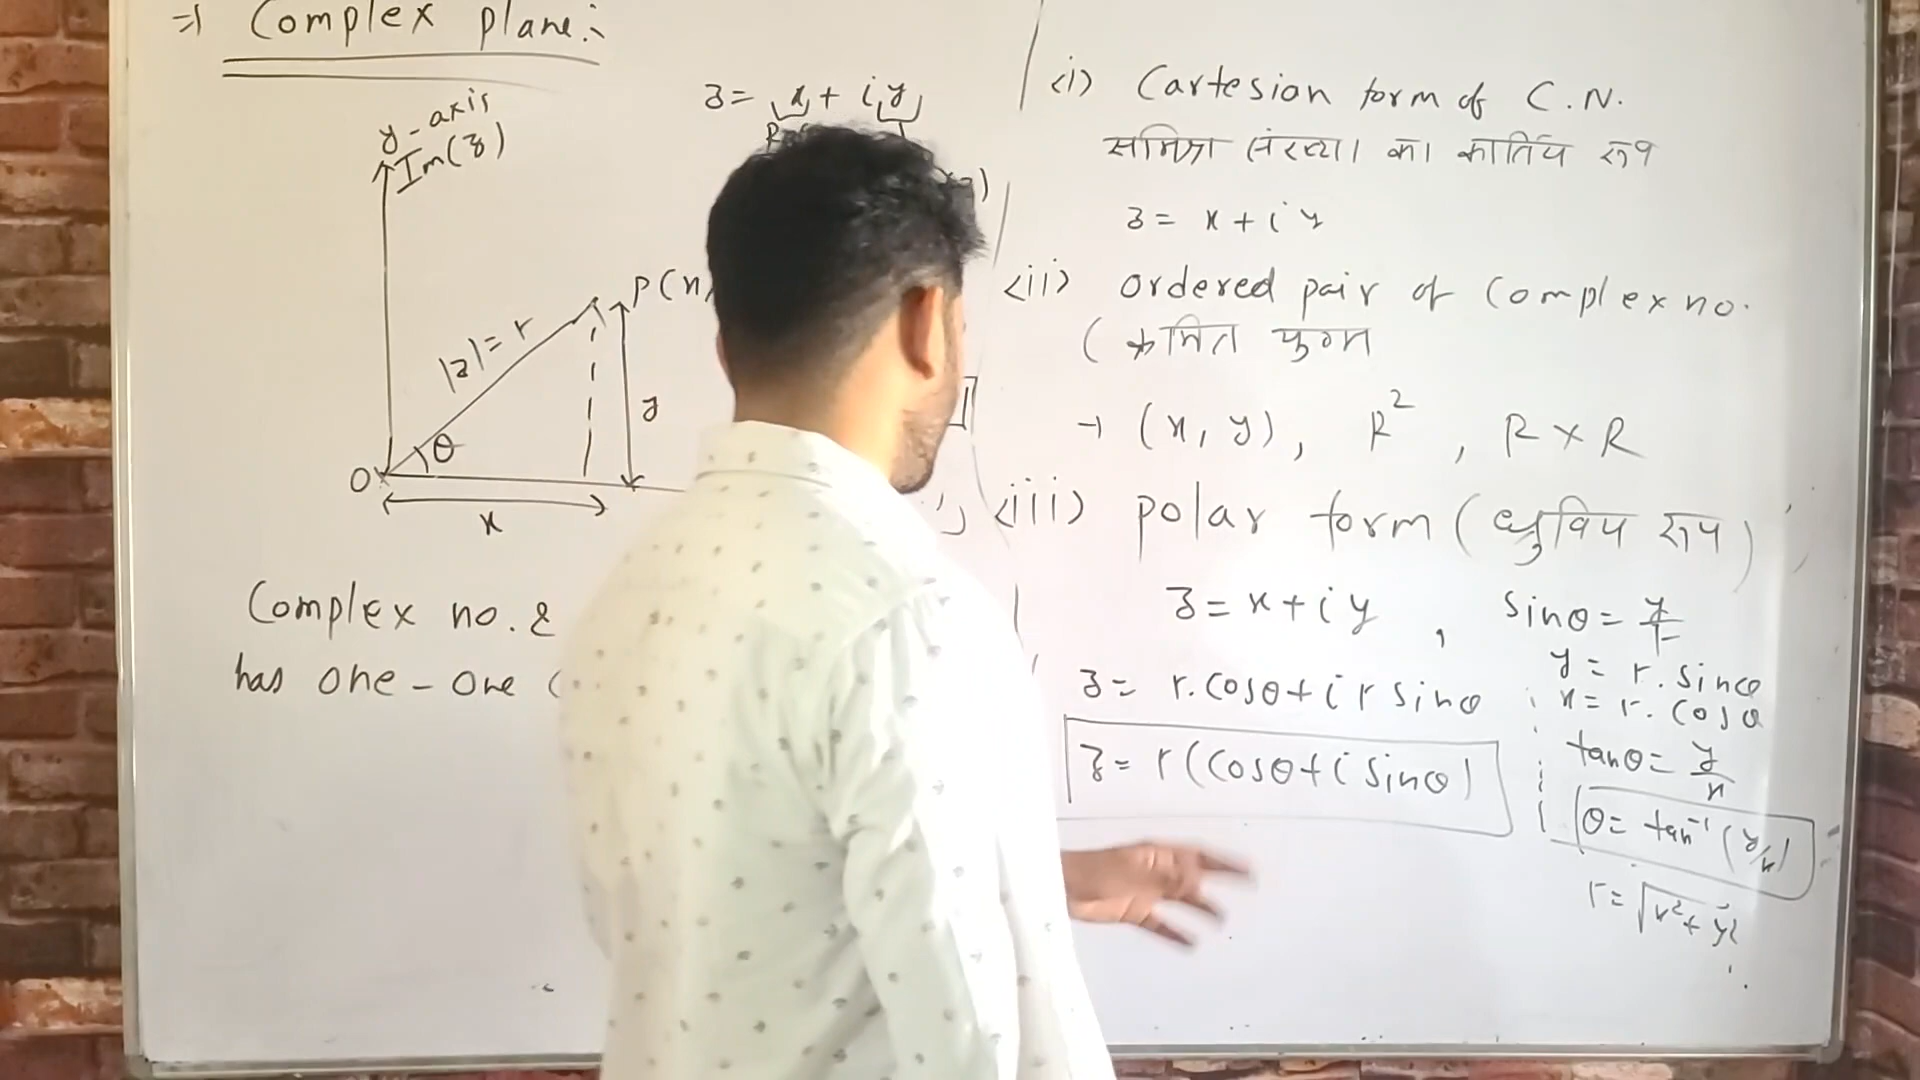 ⇒ Complex plane:-
y-axis
Im(z)
z = x + iy
P(x,
|z| = r
θ
y
O
x
Complex no. &
has one-one (
(i) Cartesian form of C.N.
समिश्र संख्या का कार्तिय रूप
z = x + iy
(ii) Ordered pair of Complex no.
(क्रमित युग्म
→ (x, y), R², R×R
(iii) polar form (ध्रुविय रूप)
z = x + iy , sinθ = y/r
y = r. sinθ
z = r.cosθ + i r sinθ
x = r. cosθ
z = r(cosθ + i sinθ)
tanθ = y/x
θ = tan⁻¹(y/x)
r = √x² + y²